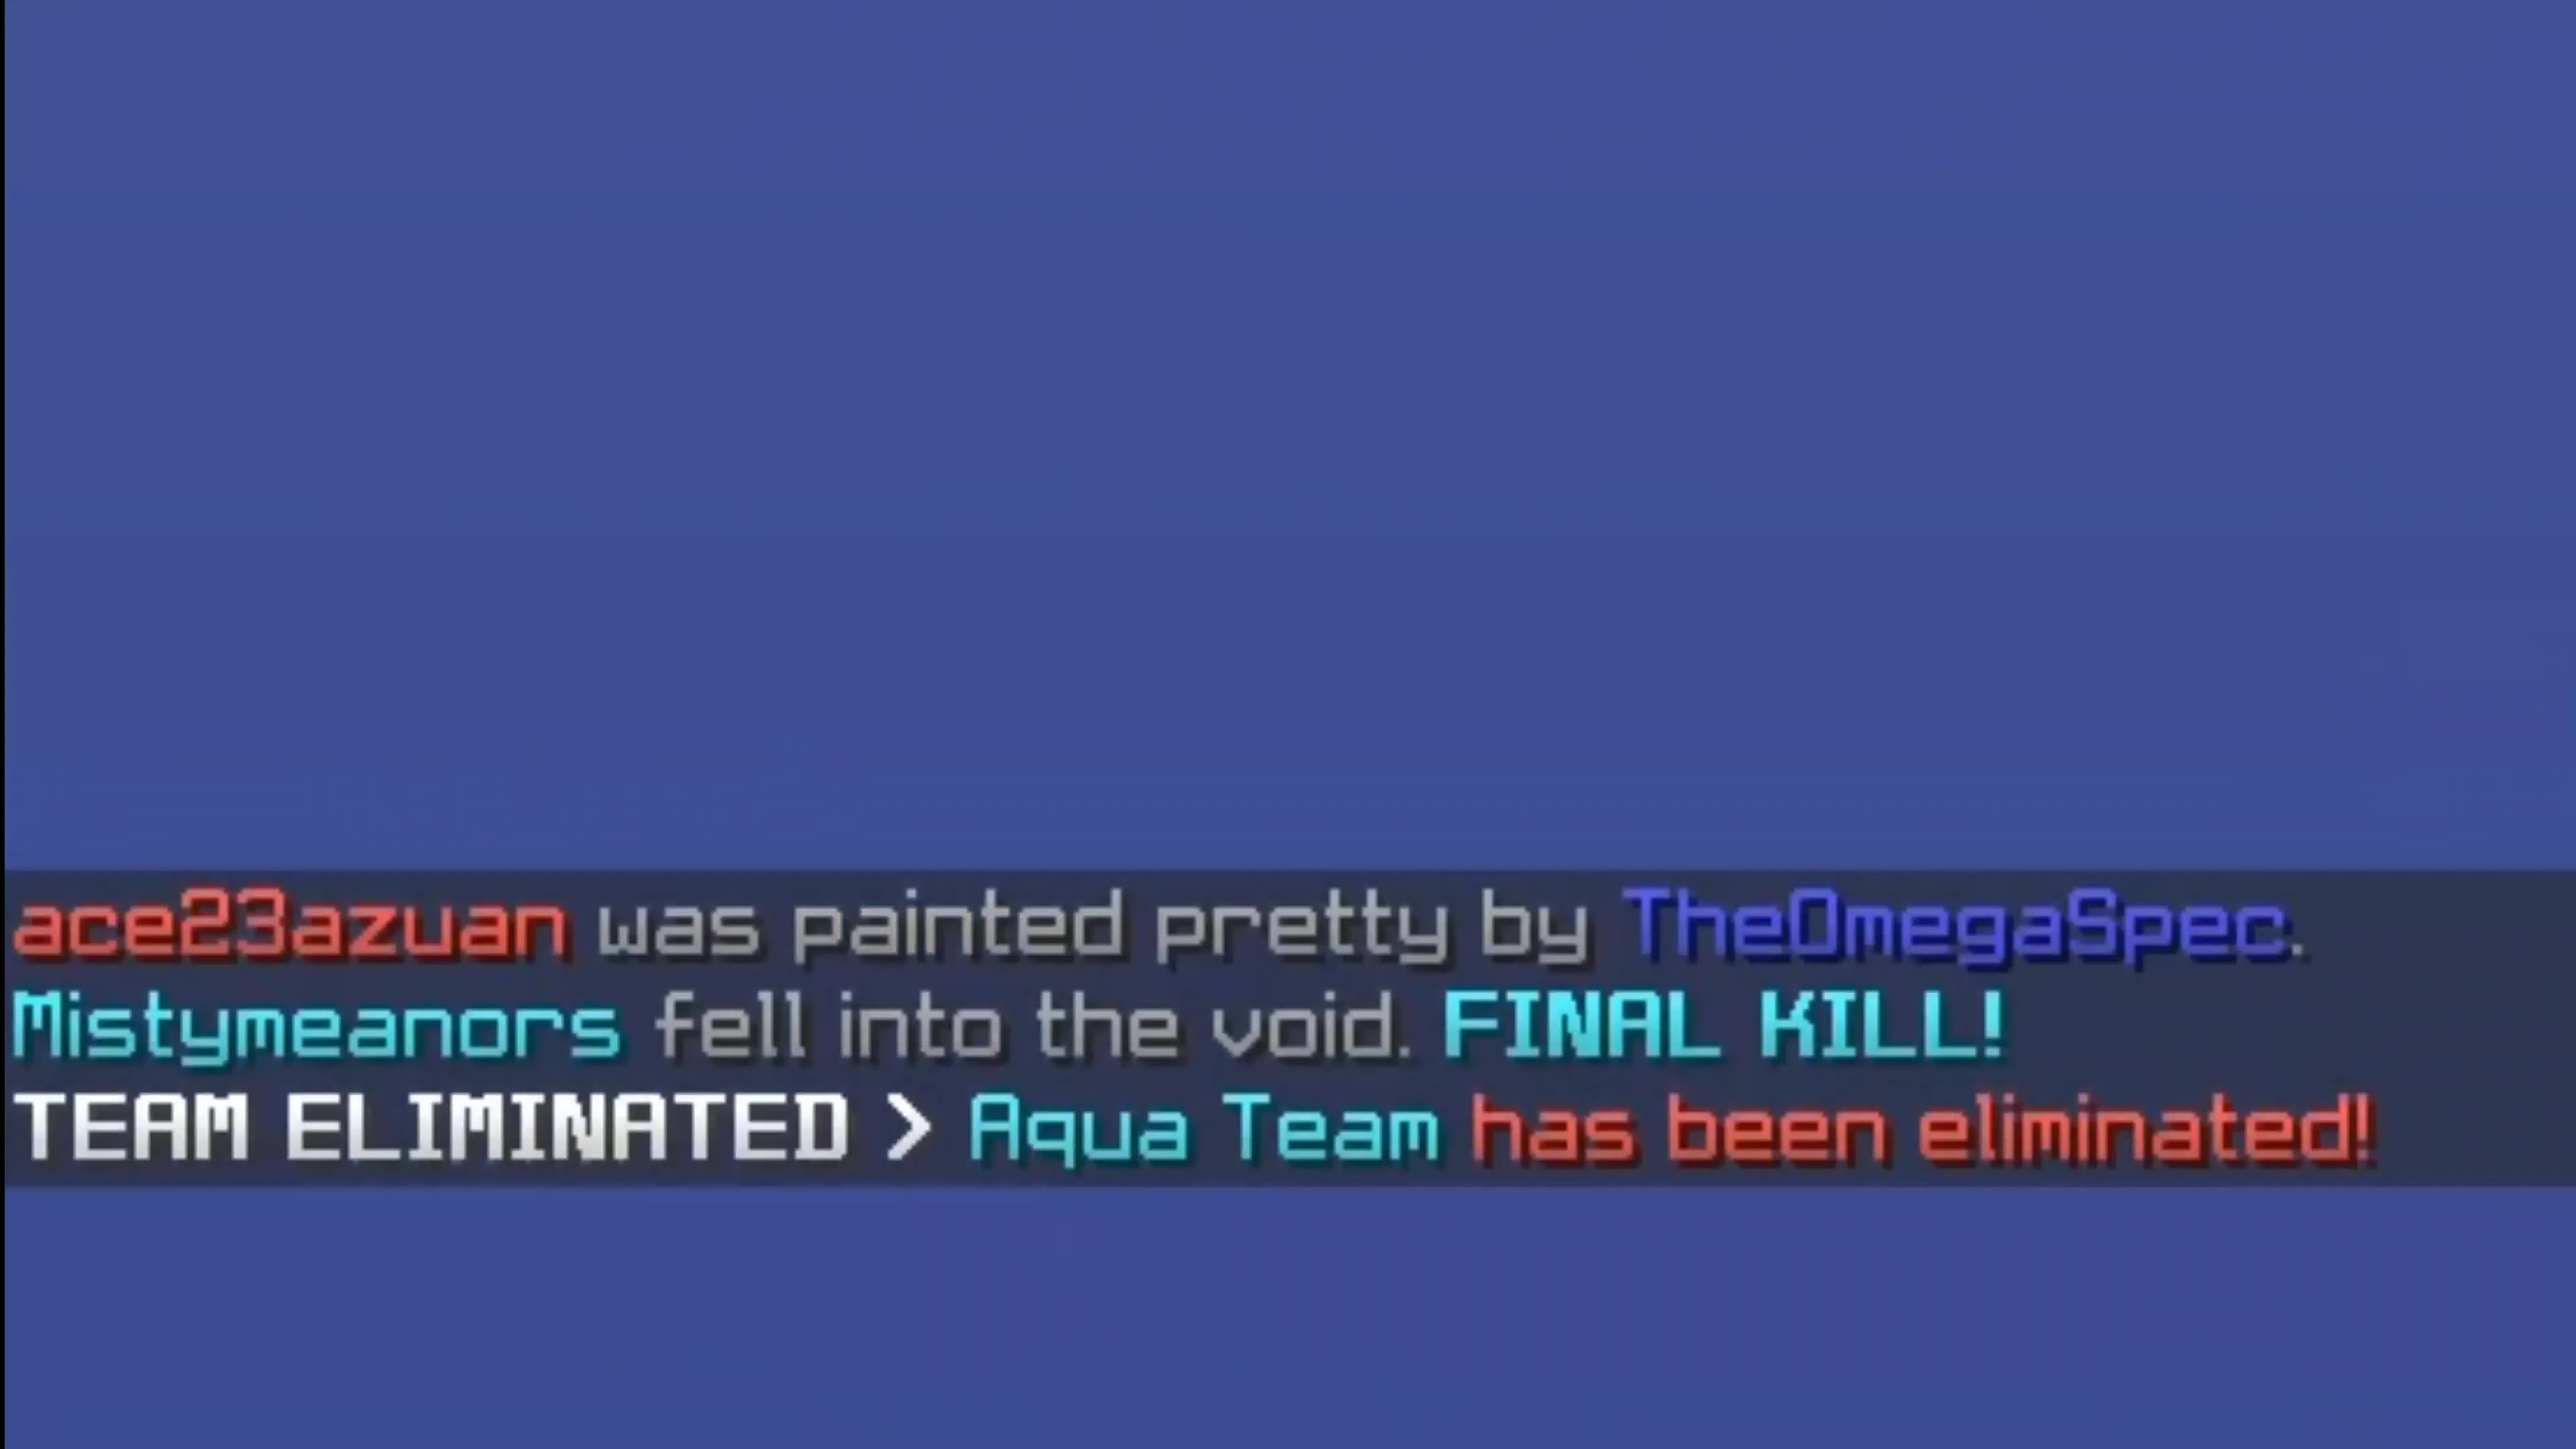 ace23azuan was painted pretty by TheOmegaSpec.
Mistymeanors fell into the void. FINAL KILL!
TEAM ELIMINATED > Aqua Team has been eliminated!